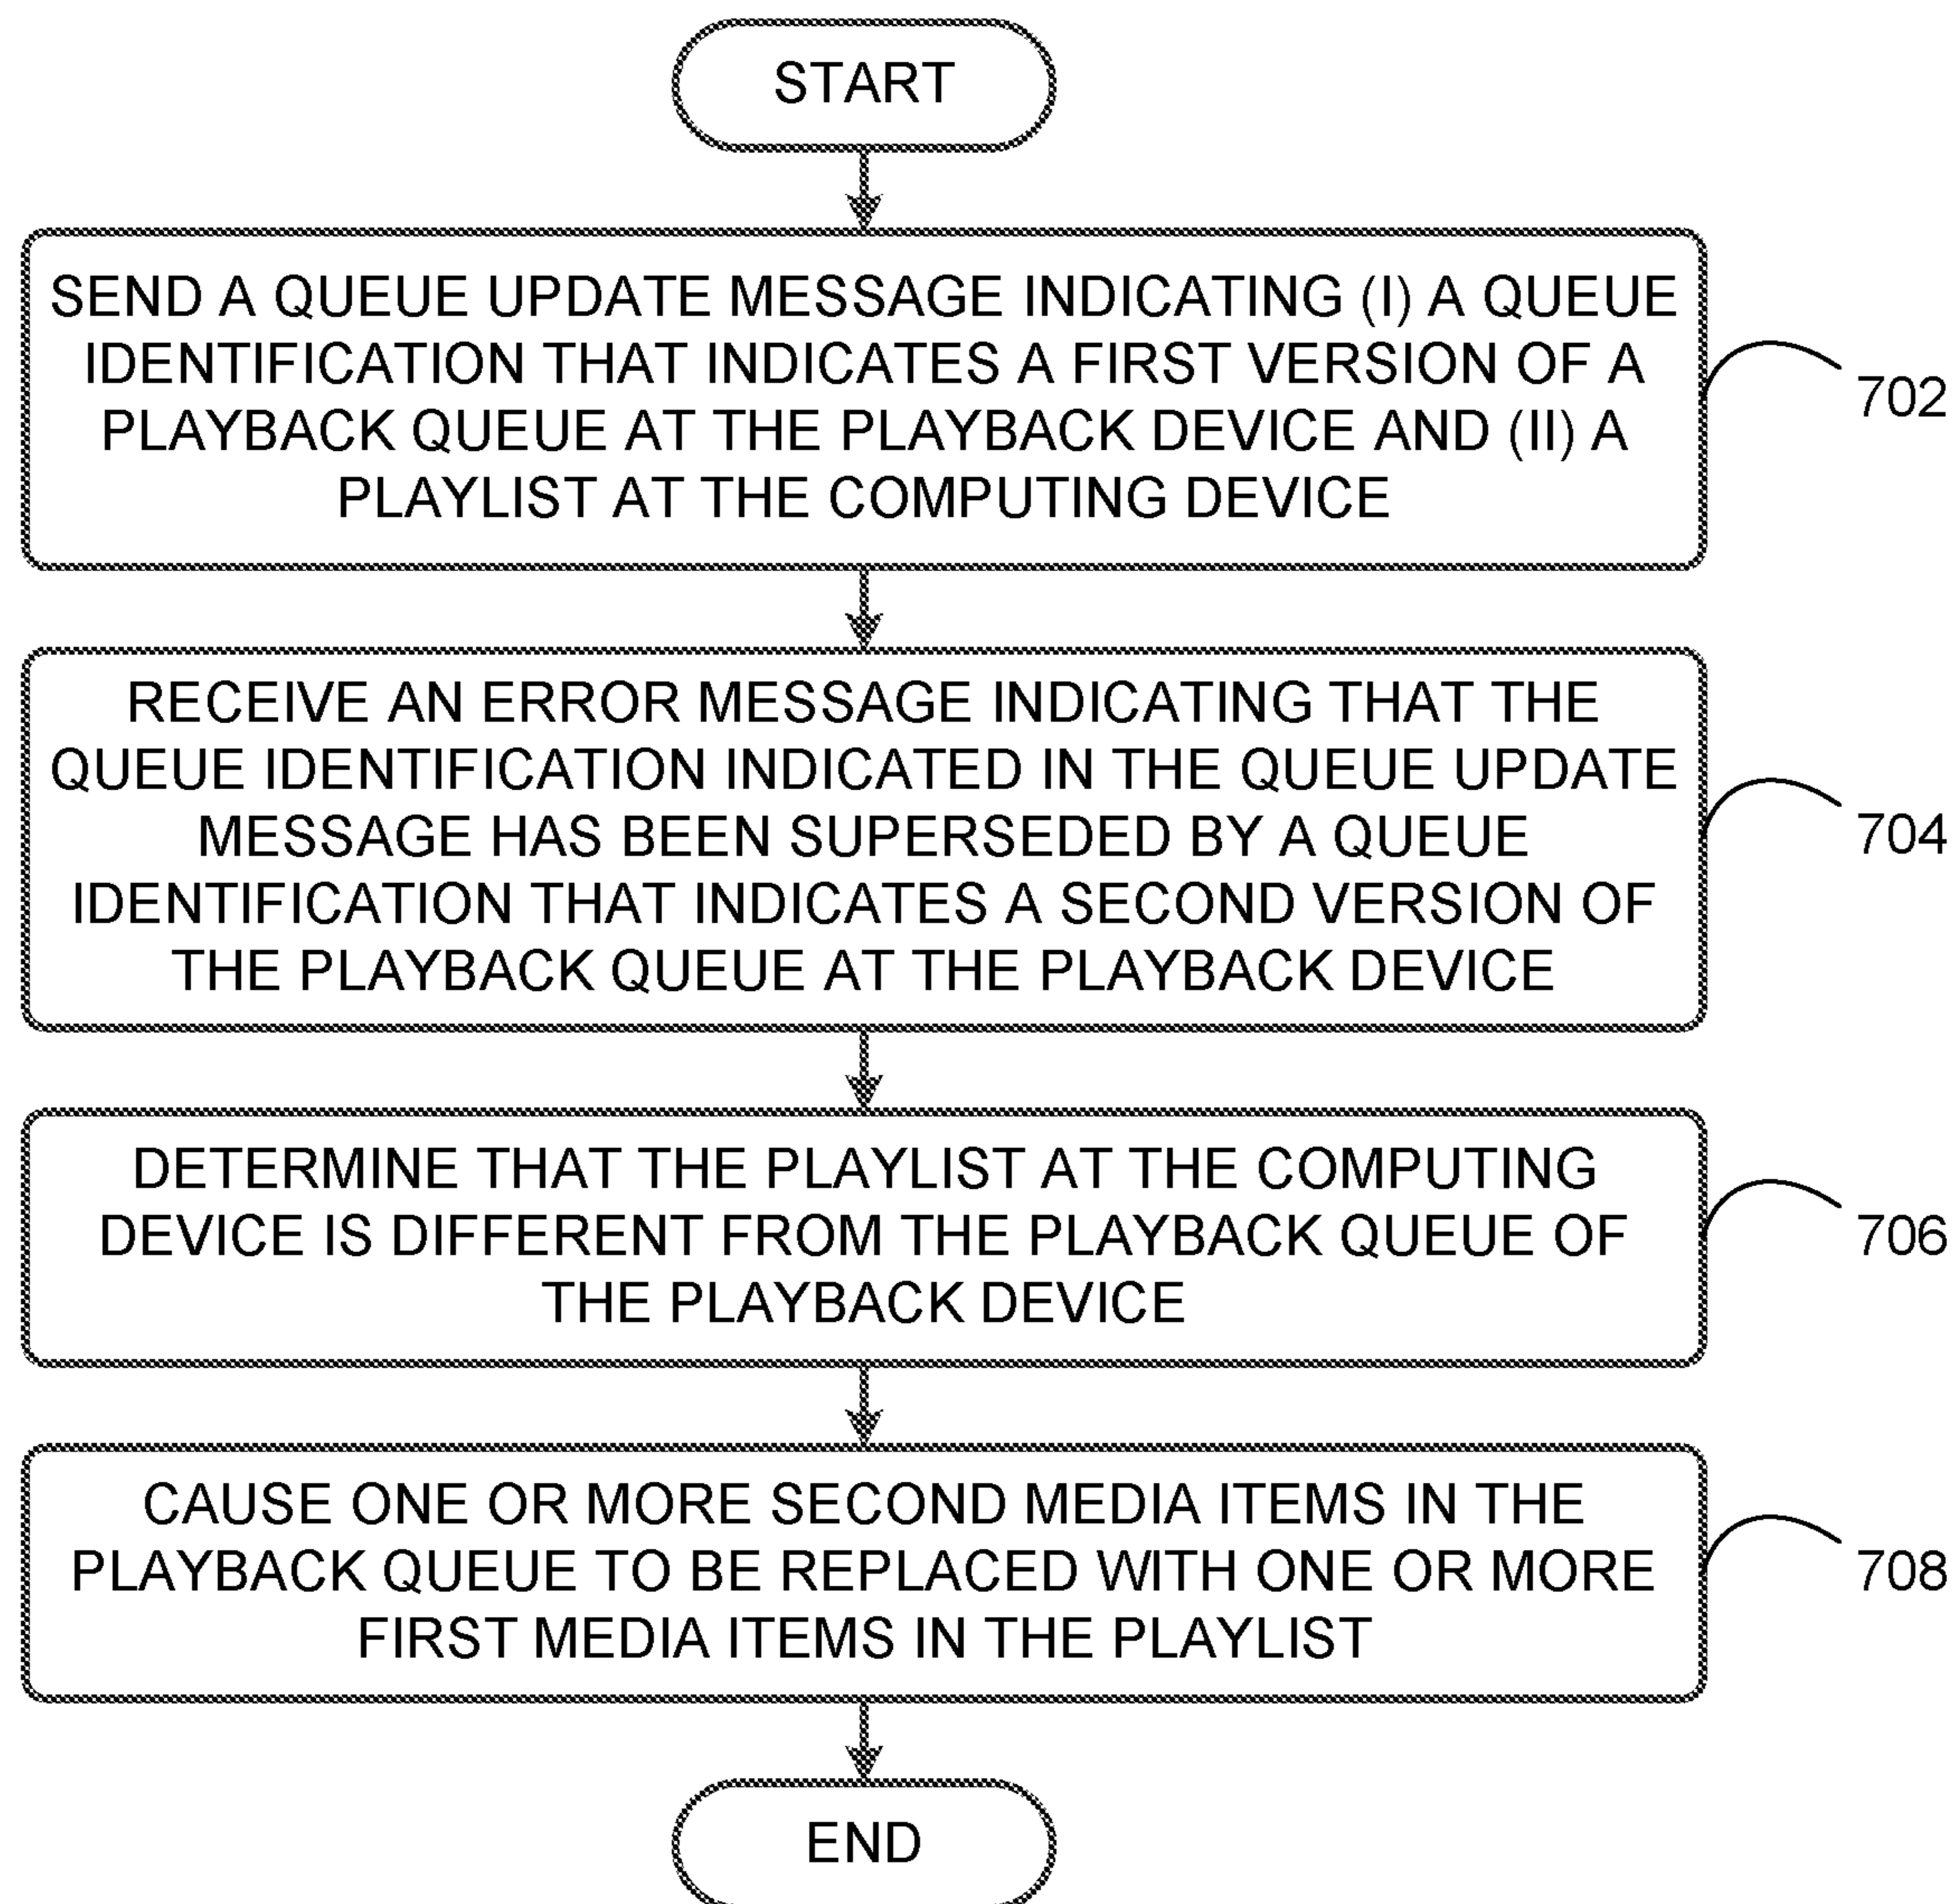 START
SEND A QUEUE UPDATE MESSAGE INDICATING (I) A QUEUE
IDENTIFICATION THAT INDICATES A FIRST VERSION OF A
PLAYBACK QUEUE AT THE PLAYBACK DEVICE AND (II) A
PLAYLIST AT THE COMPUTING DEVICE
702
RECEIVE AN ERROR MESSAGE INDICATING THAT THE
QUEUE IDENTIFICATION INDICATED IN THE QUEUE UPDATE
MESSAGE HAS BEEN SUPERSEDED BY A QUEUE
IDENTIFICATION THAT INDICATES A SECOND VERSION OF
THE PLAYBACK QUEUE AT THE PLAYBACK DEVICE
704
DETERMINE THAT THE PLAYLIST AT THE COMPUTING
DEVICE IS DIFFERENT FROM THE PLAYBACK QUEUE OF
THE PLAYBACK DEVICE
706
CAUSE ONE OR MORE SECOND MEDIA ITEMS IN THE
PLAYBACK QUEUE TO BE REPLACED WITH ONE OR MORE
FIRST MEDIA ITEMS IN THE PLAYLIST
708
END